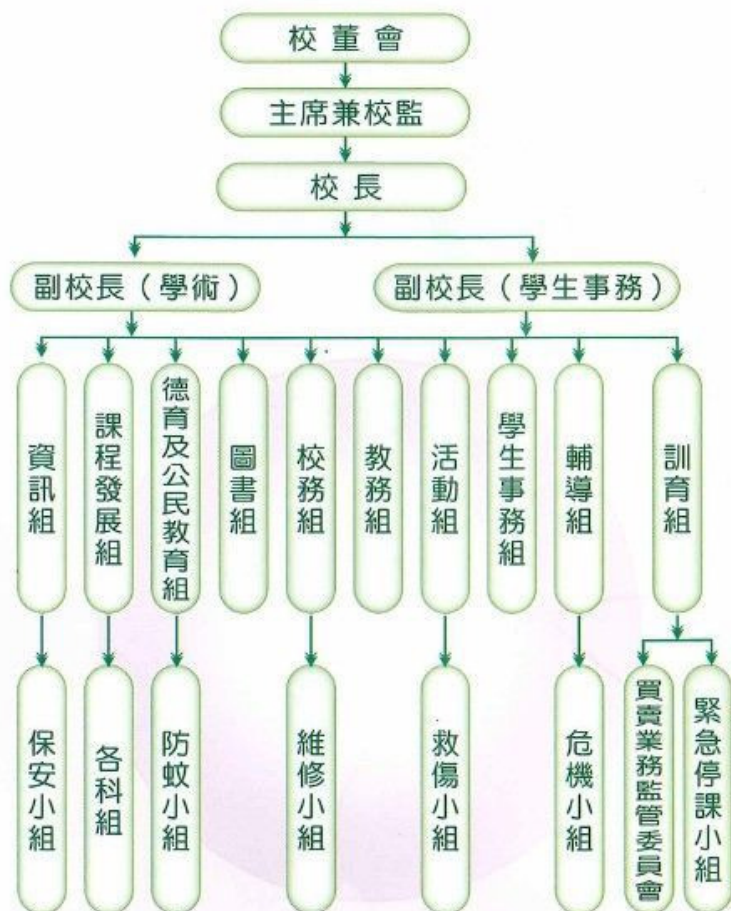 校董會
主席兼校監
校長
副校長（學術）
副校長（學生事務）
資訊組
課程發展組
德育及公民教育組
圖書組
校務組
教務組
活動組
學生事務組
輔導組
訓育組
保安小組
各科組
防蚊小組
維修小組
救傷小組
危機小組
買賣業務監管委員會
緊急停課小組